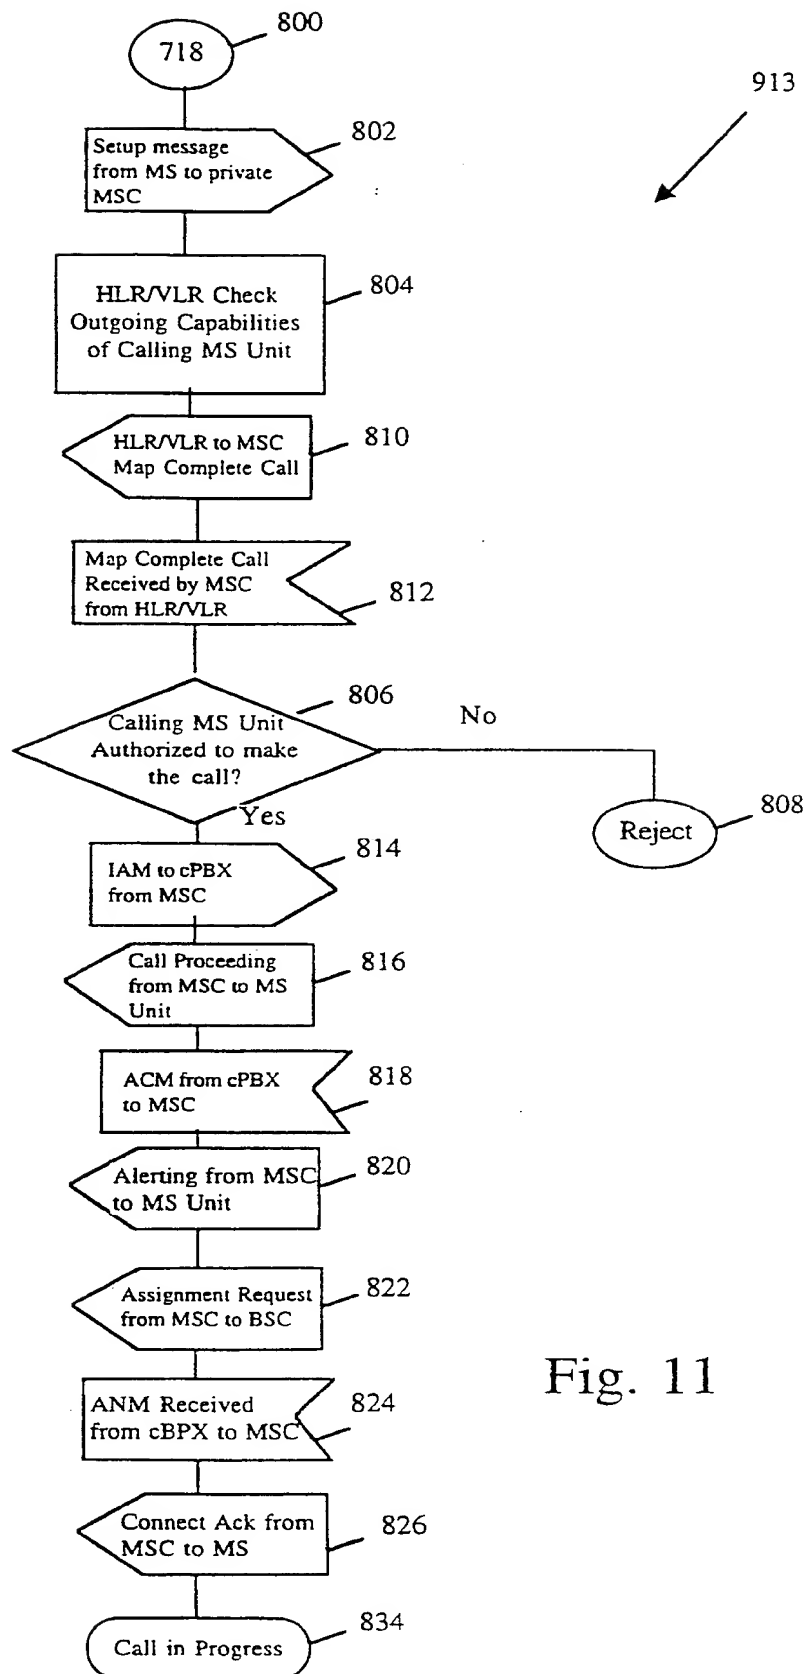 718
800
913
802
Setup message
from MS to private
MSC
804
HLR/VLR Check
Outgoing Capabilities
of Calling MS Unit
810
HLR/VLR to MSC
Map Complete Call
Map Complete Call
Received by MSC
from HLR/VLR
812
806
Calling MS Unit
Authorized to make
the call?
No
Yes
Reject
808
814
IAM to cPBX
from MSC
816
Call Proceeding
from MSC to MS
Unit
818
ACM from cPBX
to MSC
820
Alerting from MSC
to MS Unit
822
Assignment Request
from MSC to BSC
Fig. 11
824
ANM Received
from cBPX to MSC
826
Connect Ack from
MSC to MS
834
Call in Progress